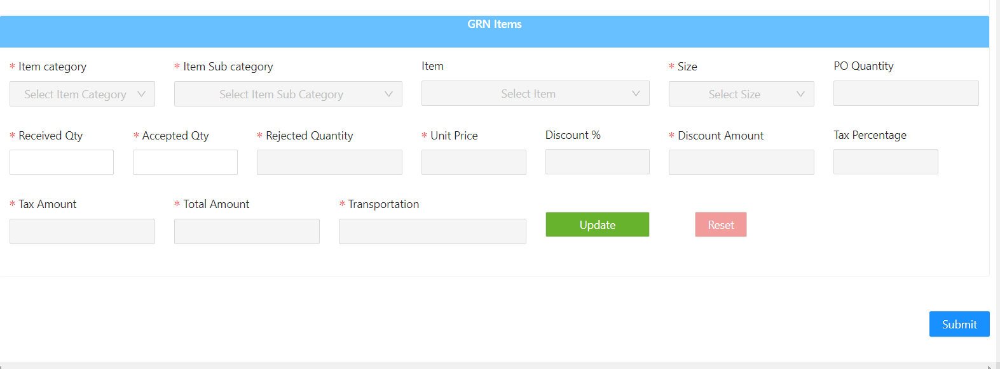 GRN Items
* Item category * Item Sub category Item * Size PO Quantity
Select Item Category Select Item Sub Category Select Item Select Size
* Received Qty * Accepted Qty * Rejected Quantity * Unit Price Discount % * Discount Amount Tax Percentage
* Tax Amount * Total Amount * Transportation
Update Reset
Submit